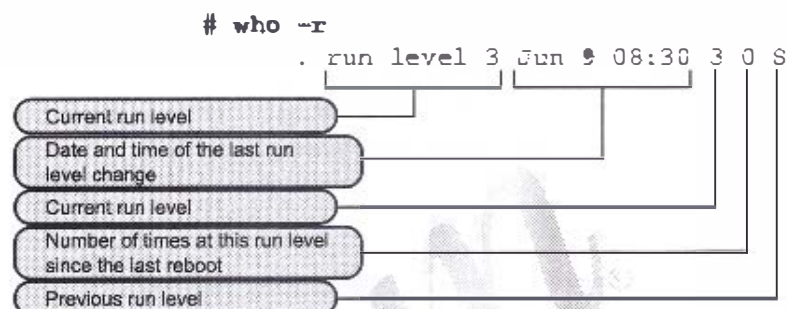 # who -r
. run level 3 Jun 9 08:30 3 0 S
Current run level
Date and time of the last run
level change
Current run level
Number of times at this run level
since the last reboot
Previous run level